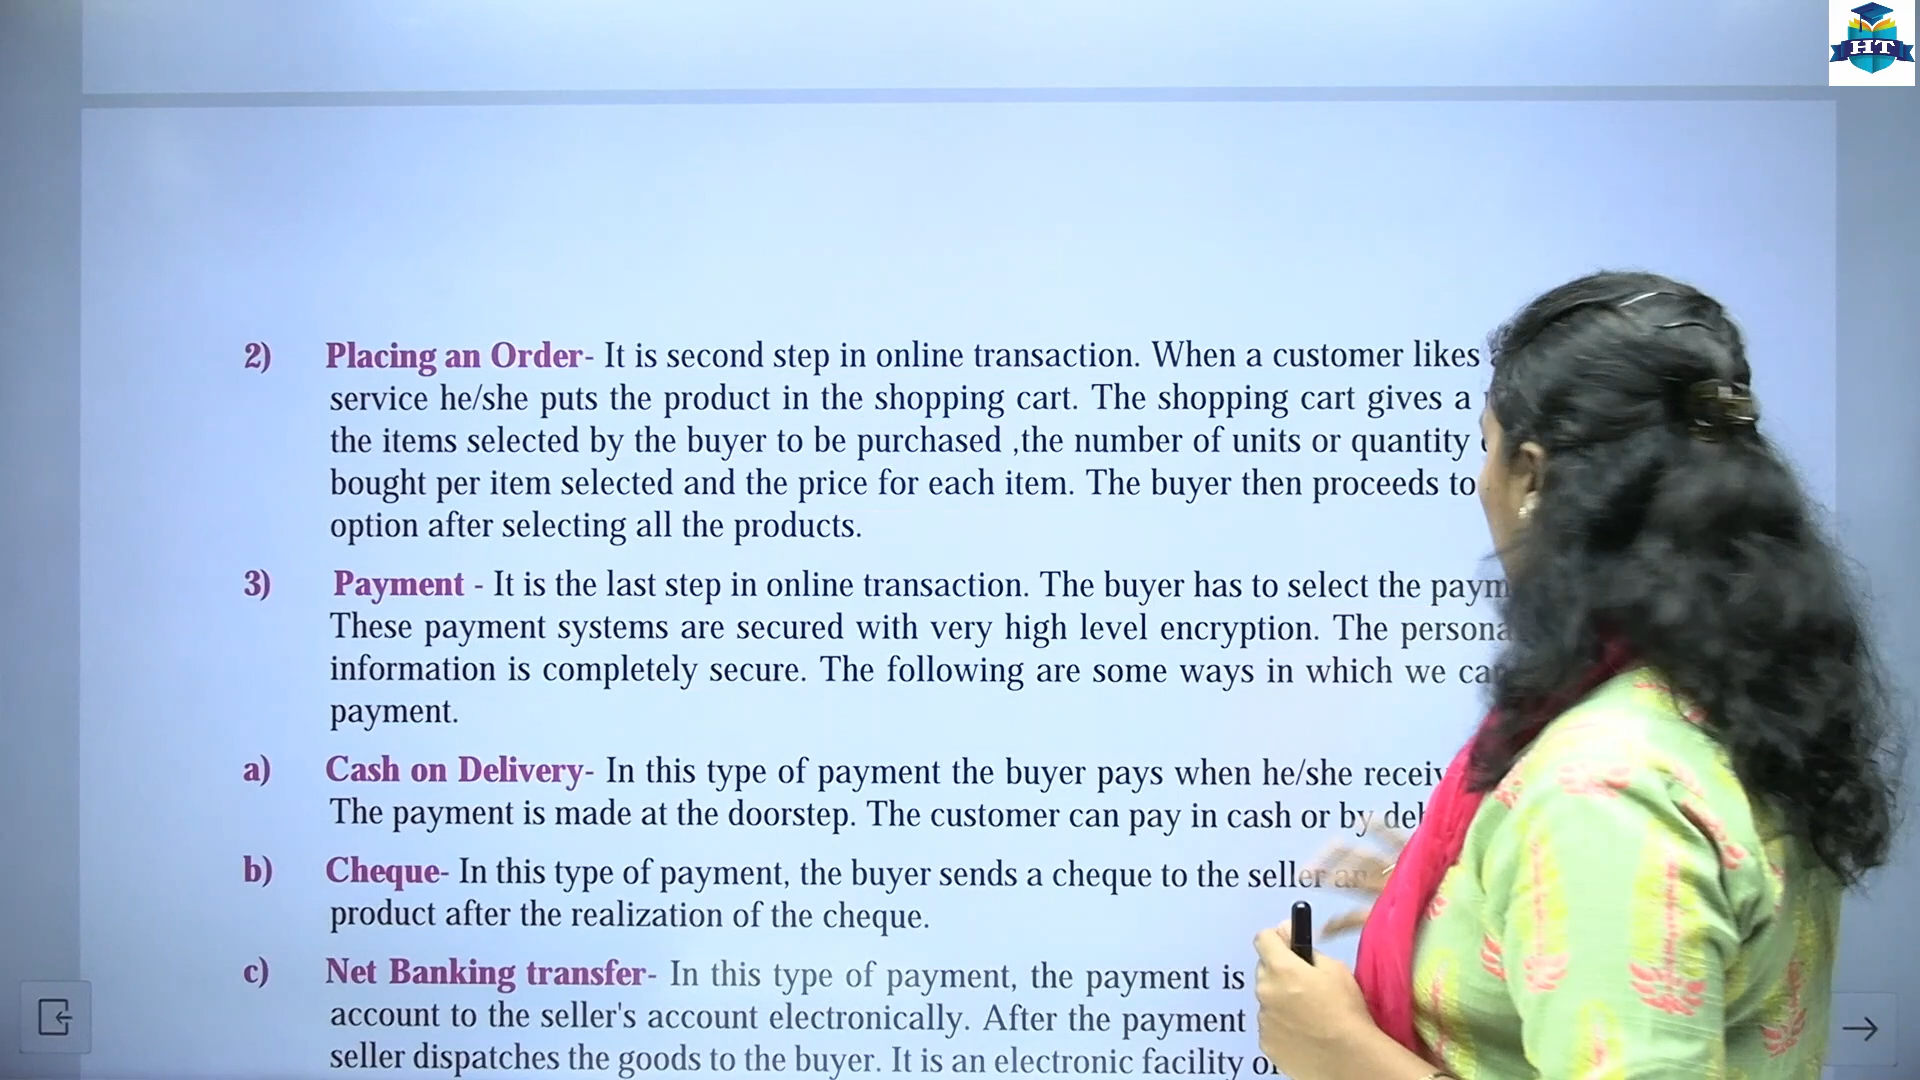 HT
2) Placing an Order- It is second step in online transaction. When a customer likes
service he/she puts the product in the shopping cart. The shopping cart gives a
the items selected by the buyer to be purchased ,the number of units or quantity
bought per item selected and the price for each item. The buyer then proceeds to
option after selecting all the products.
3) Payment - It is the last step in online transaction. The buyer has to select the
These payment systems are secured with very high level encryption. The
information is completely secure. The following are some ways in which we
payment.
a) Cash on Delivery- In this type of payment the buyer pays when he/she
The payment is made at the doorstep. The customer can pay in cash or by
b) Cheque- In this type of payment, the buyer sends a cheque to the seller
product after the realization of the cheque.
c) Net Banking transfer- In this type of payment, the payment is
account to the seller's account electronically. After the payment
seller dispatches the goods to the buyer. It is an electronic facility